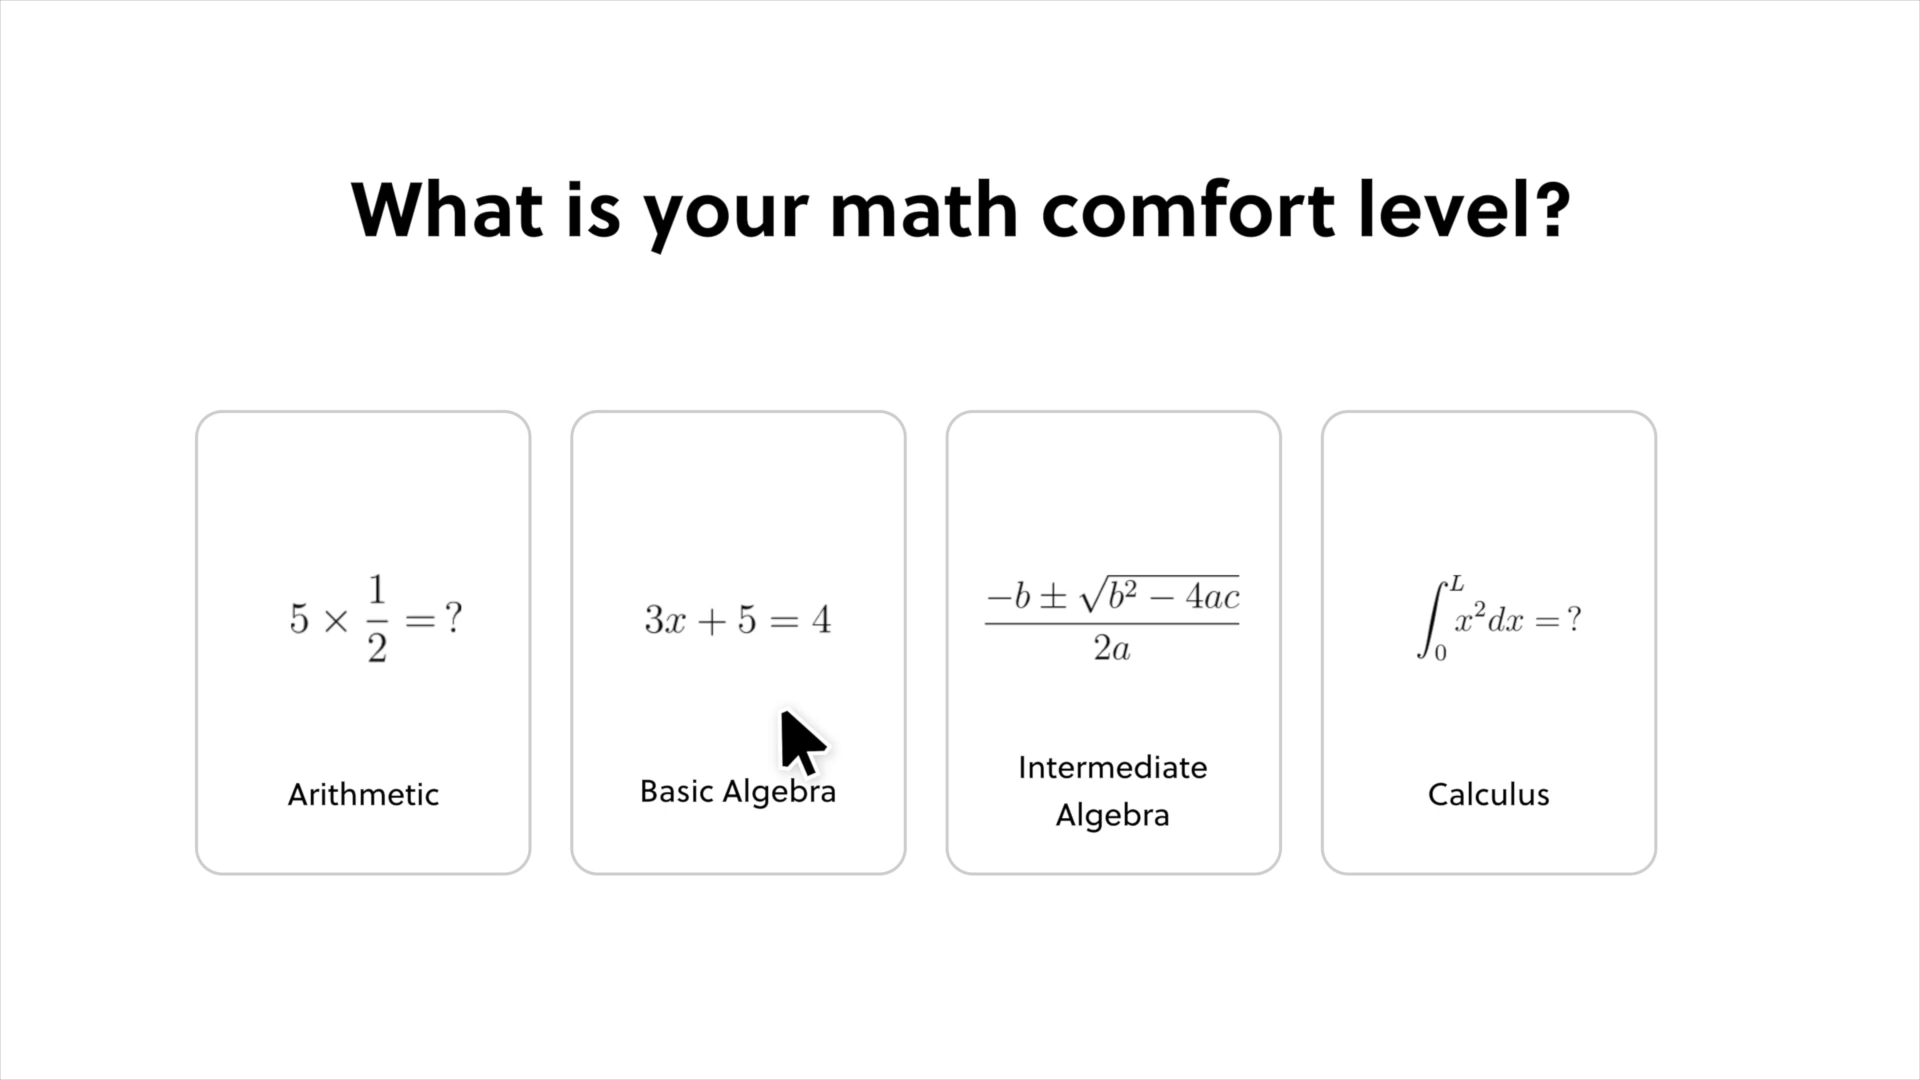 What is your math comfort level?
5 × 1/2 = ?
Arithmetic
3x + 5 = 4
Basic Algebra
(−b ± √(b² − 4ac)) / 2a
Intermediate
Algebra
∫₀ᴸ x²dx = ?
Calculus